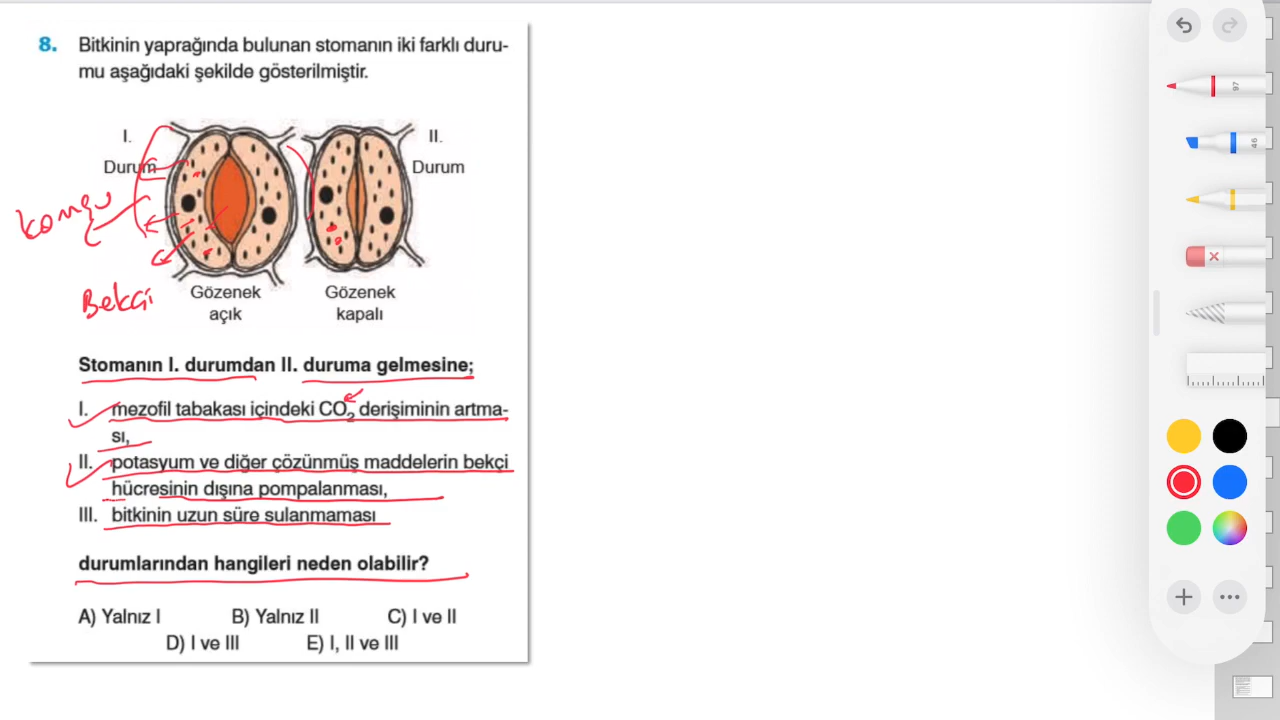 8. Bitkinin yaprağında bulunan stomanın iki farklı duru-
mu aşağıdaki şekilde gösterilmiştir.
I.
Durum
II.
Durum
Komşu
Bekçi
Gözenek
açık
Gözenek
kapalı
Stomanın I. durumdan II. duruma gelmesine;
I. mezofil tabakası içindeki CO₂ derişiminin artma-
sı,
II. potasyum ve diğer çözünmüş maddelerin bekçi
hücresinin dışına pompalanması,
III. bitkinin uzun süre sulanmaması
durumlarından hangileri neden olabilir?
A) Yalnız I B) Yalnız II C) I ve II
D) I ve III E) I, II ve III
97
46